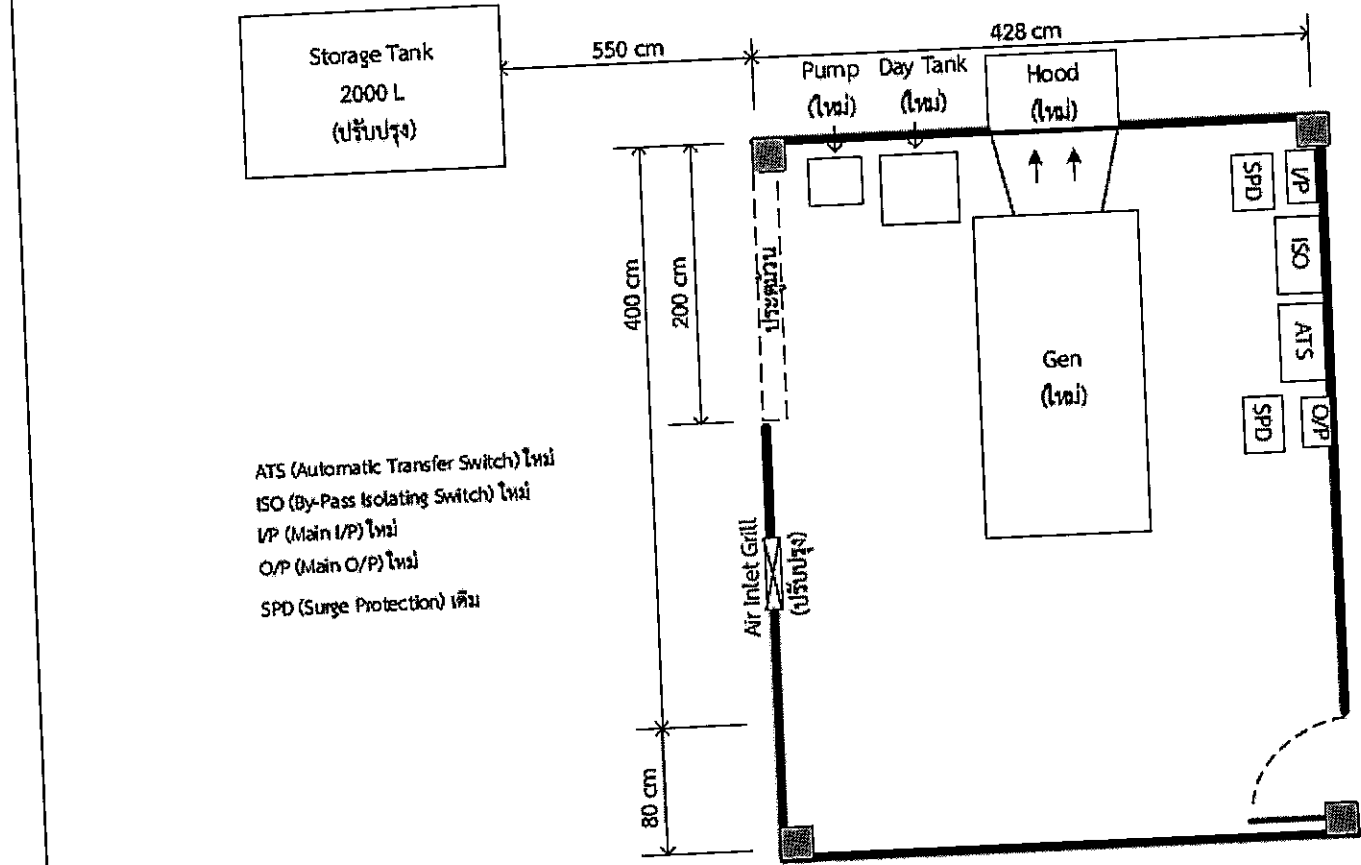 Storage Tank
2000 L
(ปรับปรุง)
550 cm
428 cm
Pump
(ใหม่)
Day Tank
(ใหม่)
Hood
(ใหม่)
SPD
I/P
ISO
ATS
SPD
O/P
Gen
(ใหม่)
ประตูม้วน
400 cm
200 cm
Air Inlet Grill
(ปรับปรุง)
80 cm
ATS (Automatic Transfer Switch) ใหม่
ISO (By-Pass Isolating Switch) ใหม่
I/P (Main I/P) ใหม่
O/P (Main O/P) ใหม่
SPD (Surge Protection) เดิม